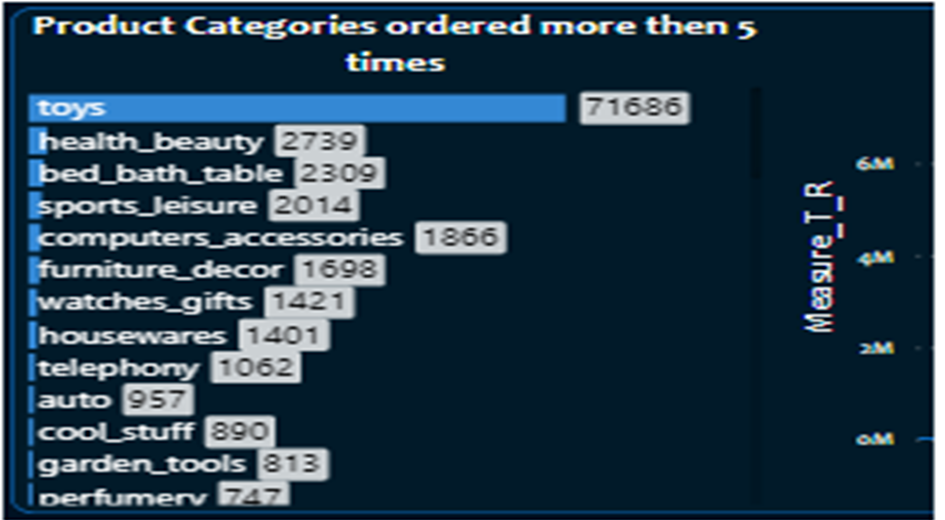 Product Categories ordered more then 5
times
toys 71686
health_beauty 2739
bed_bath_table 2309
sports_leisure 2014
computers_accessories 1866
furniture_decor 1698
watches_gifts 1421
housewares 1401
telephony 1062
auto 957
cool_stuff 890
garden_tools 813
perfumery 747
Measure_T_R
6M
4M
2M
0M